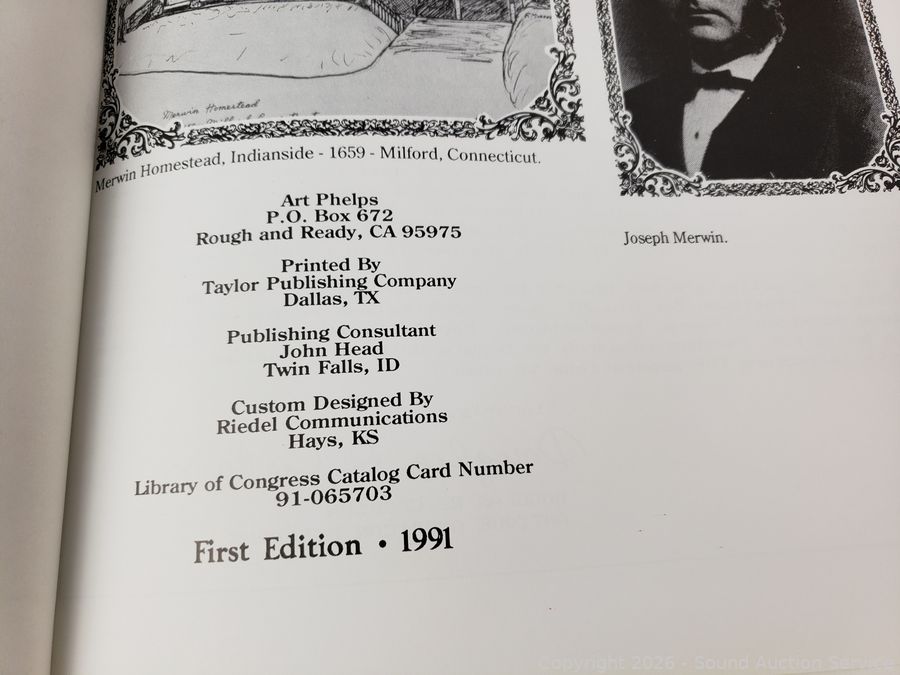 Merwin Homestead
Merwin Homestead, Indianside - 1659 - Milford, Connecticut.
Joseph Merwin.
Art Phelps
P.O. Box 672
Rough and Ready, CA 95975
Printed By
Taylor Publishing Company
Dallas, TX
Publishing Consultant
John Head
Twin Falls, ID
Custom Designed By
Riedel Communications
Hays, KS
Library of Congress Catalog Card Number
91-065703
First Edition • 1991
Copyright 2026 - Sound Auction Service